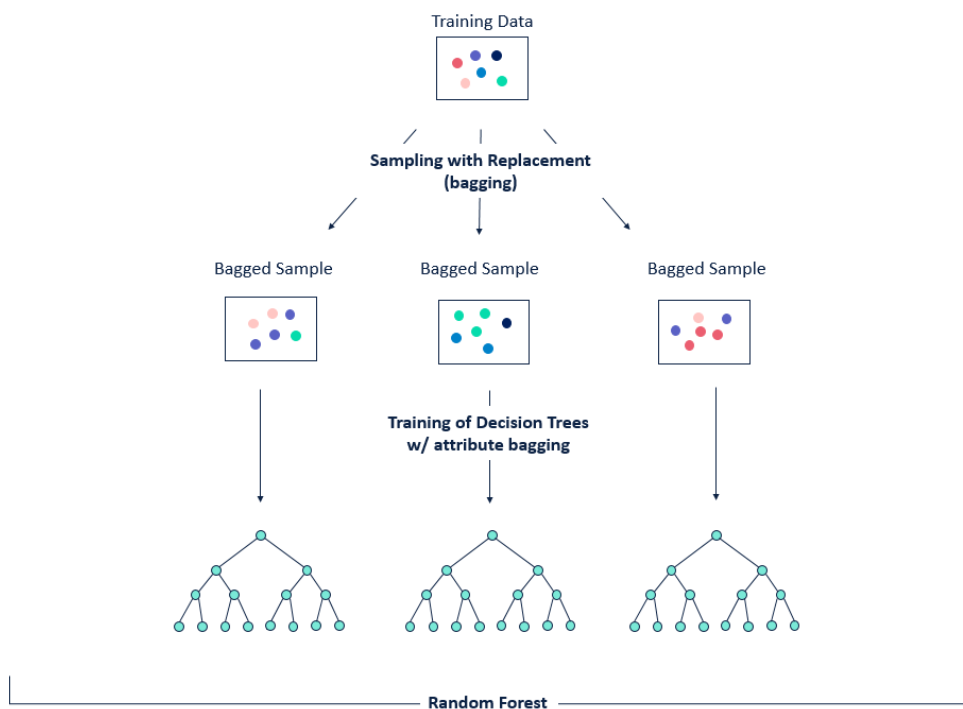 Training Data
Sampling with Replacement
(bagging)
Bagged Sample
Bagged Sample
Bagged Sample
Training of Decision Trees
w/ attribute bagging
Random Forest